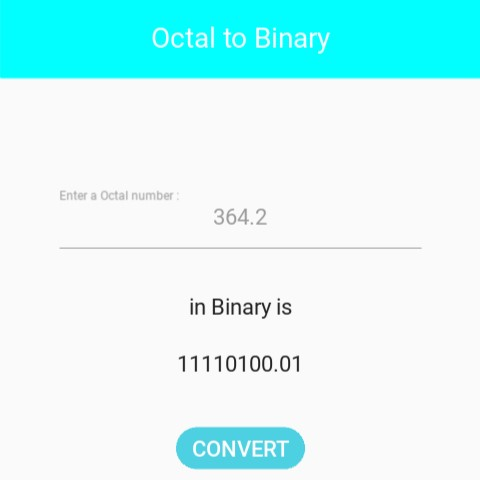 Octal to Binary
Enter a Octal number :
364.2
in Binary is
11110100.01
CONVERT